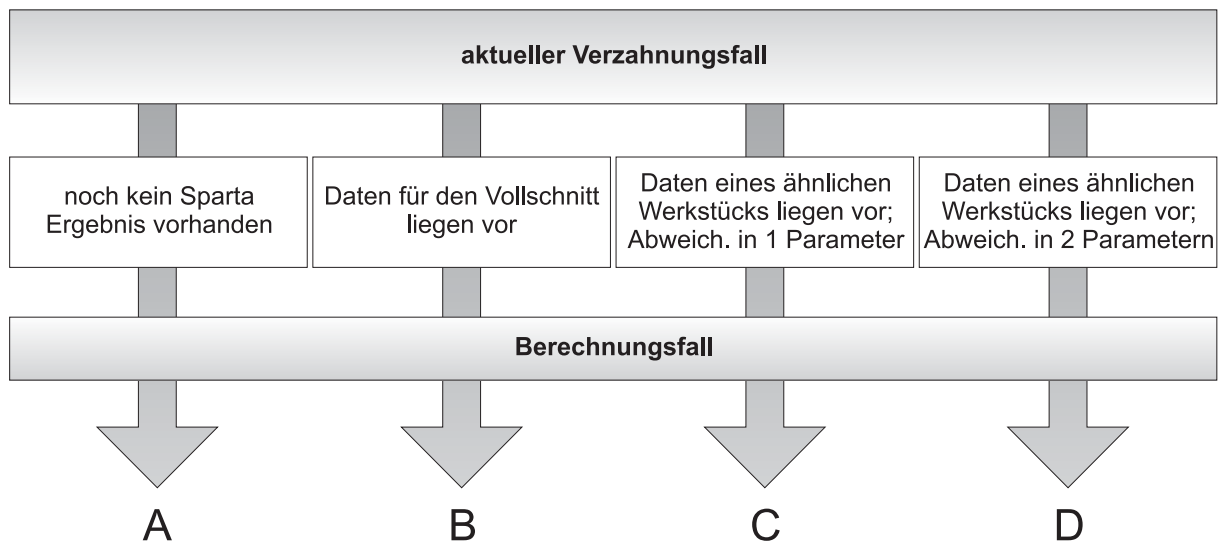 aktueller Verzahnungsfall
noch kein Sparta
Ergebnis vorhanden
Daten für den Vollschnitt
liegen vor
Daten eines ähnlichen
Werkstücks liegen vor;
Abweich. in 1 Parameter
Daten eines ähnlichen
Werkstücks liegen vor;
Abweich. in 2 Parametern
Berechnungsfall
A
B
C
D